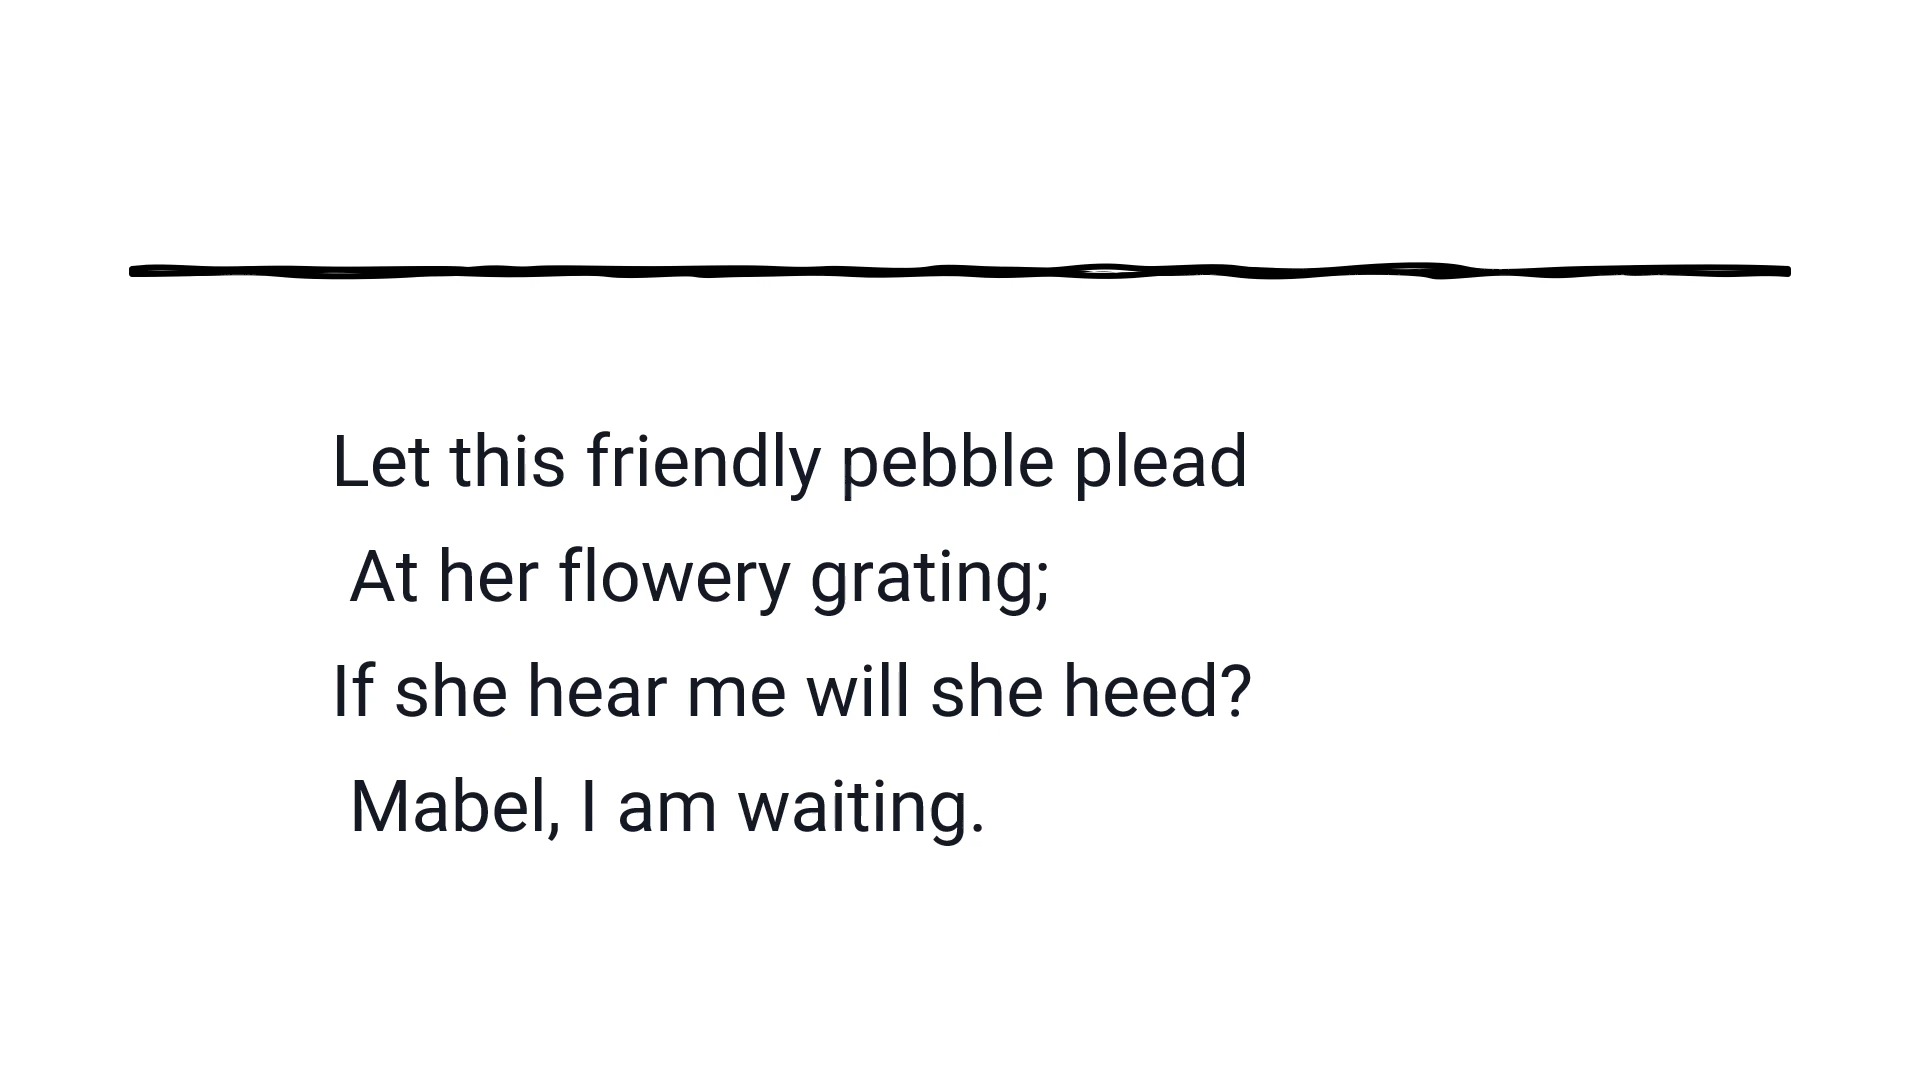 Let this friendly pebble plead
At her flowery grating;
If she hear me will she heed?
Mabel, I am waiting.